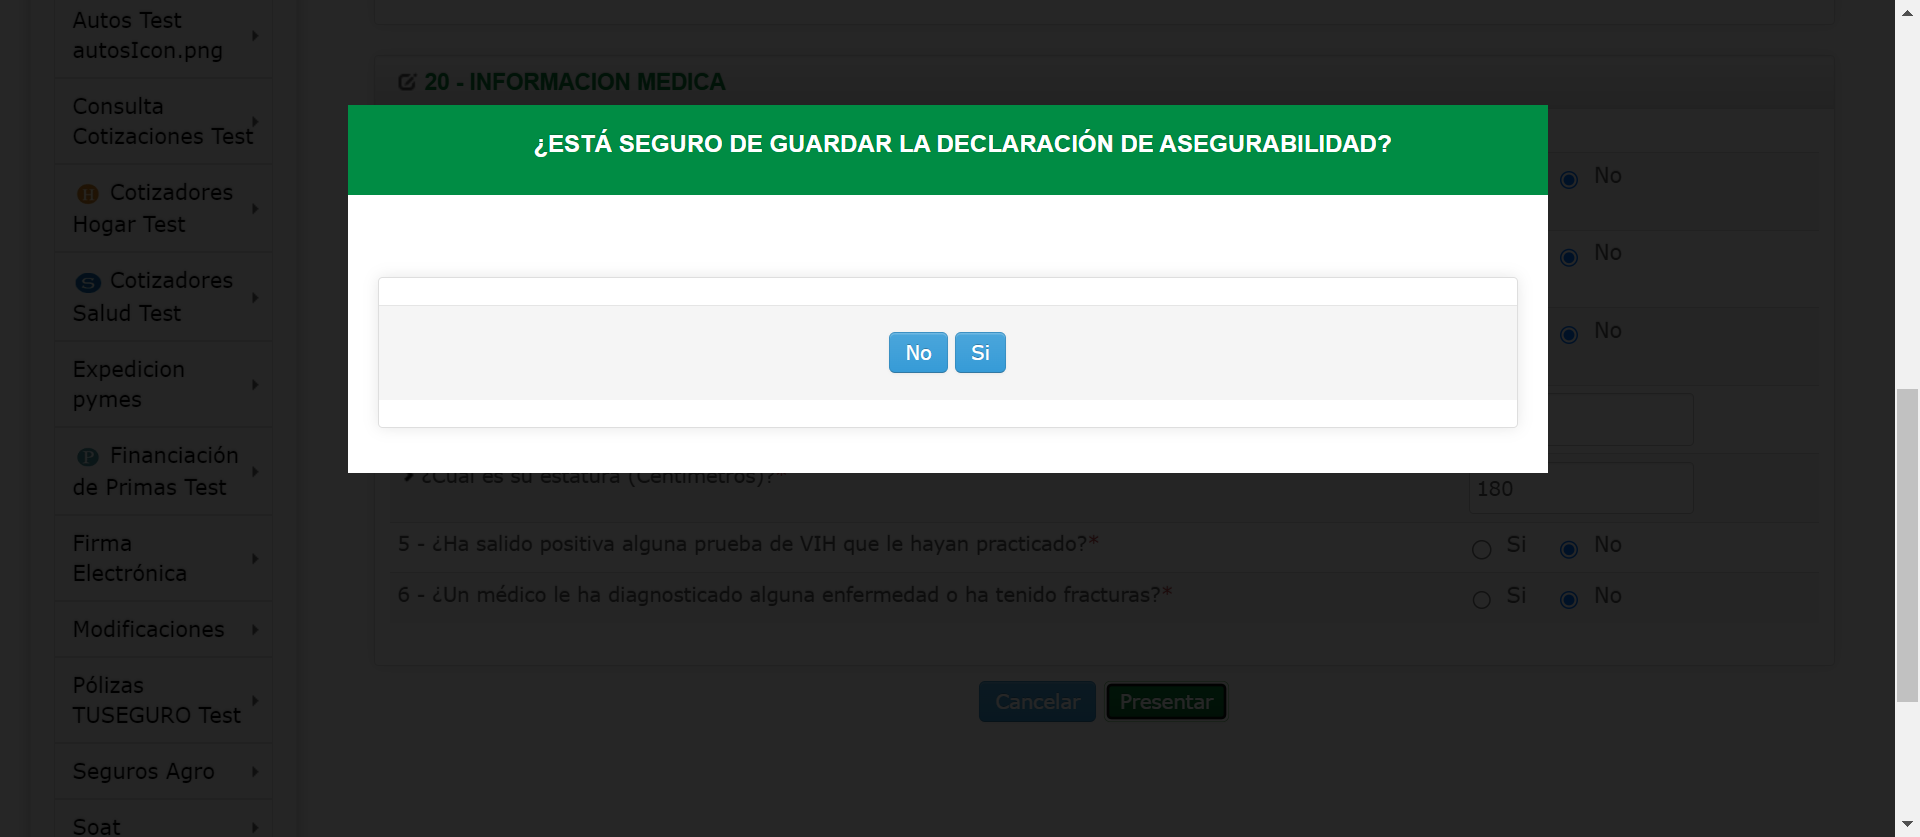 Autos Test
autosIcon.png
Consulta
Cotizaciones Test
H Cotizadores
Hogar Test
S Cotizadores
Salud Test
Expedicion
pymes
P Financiación
de Primas Test
Firma
Electrónica
Modificaciones
Pólizas
TUSEGURO Test
Seguros Agro
Soat
20 - INFORMACION MEDICA
¿ESTÁ SEGURO DE GUARDAR LA DECLARACIÓN DE ASEGURABILIDAD?
No
No
No
No Si
¿Cuál es su estatura (Centímetros)?*
180
5 - ¿Ha salido positiva alguna prueba de VIH que le hayan practicado?* Si No
6 - ¿Un médico le ha diagnosticado alguna enfermedad o ha tenido fracturas?* Si No
Cancelar Presentar